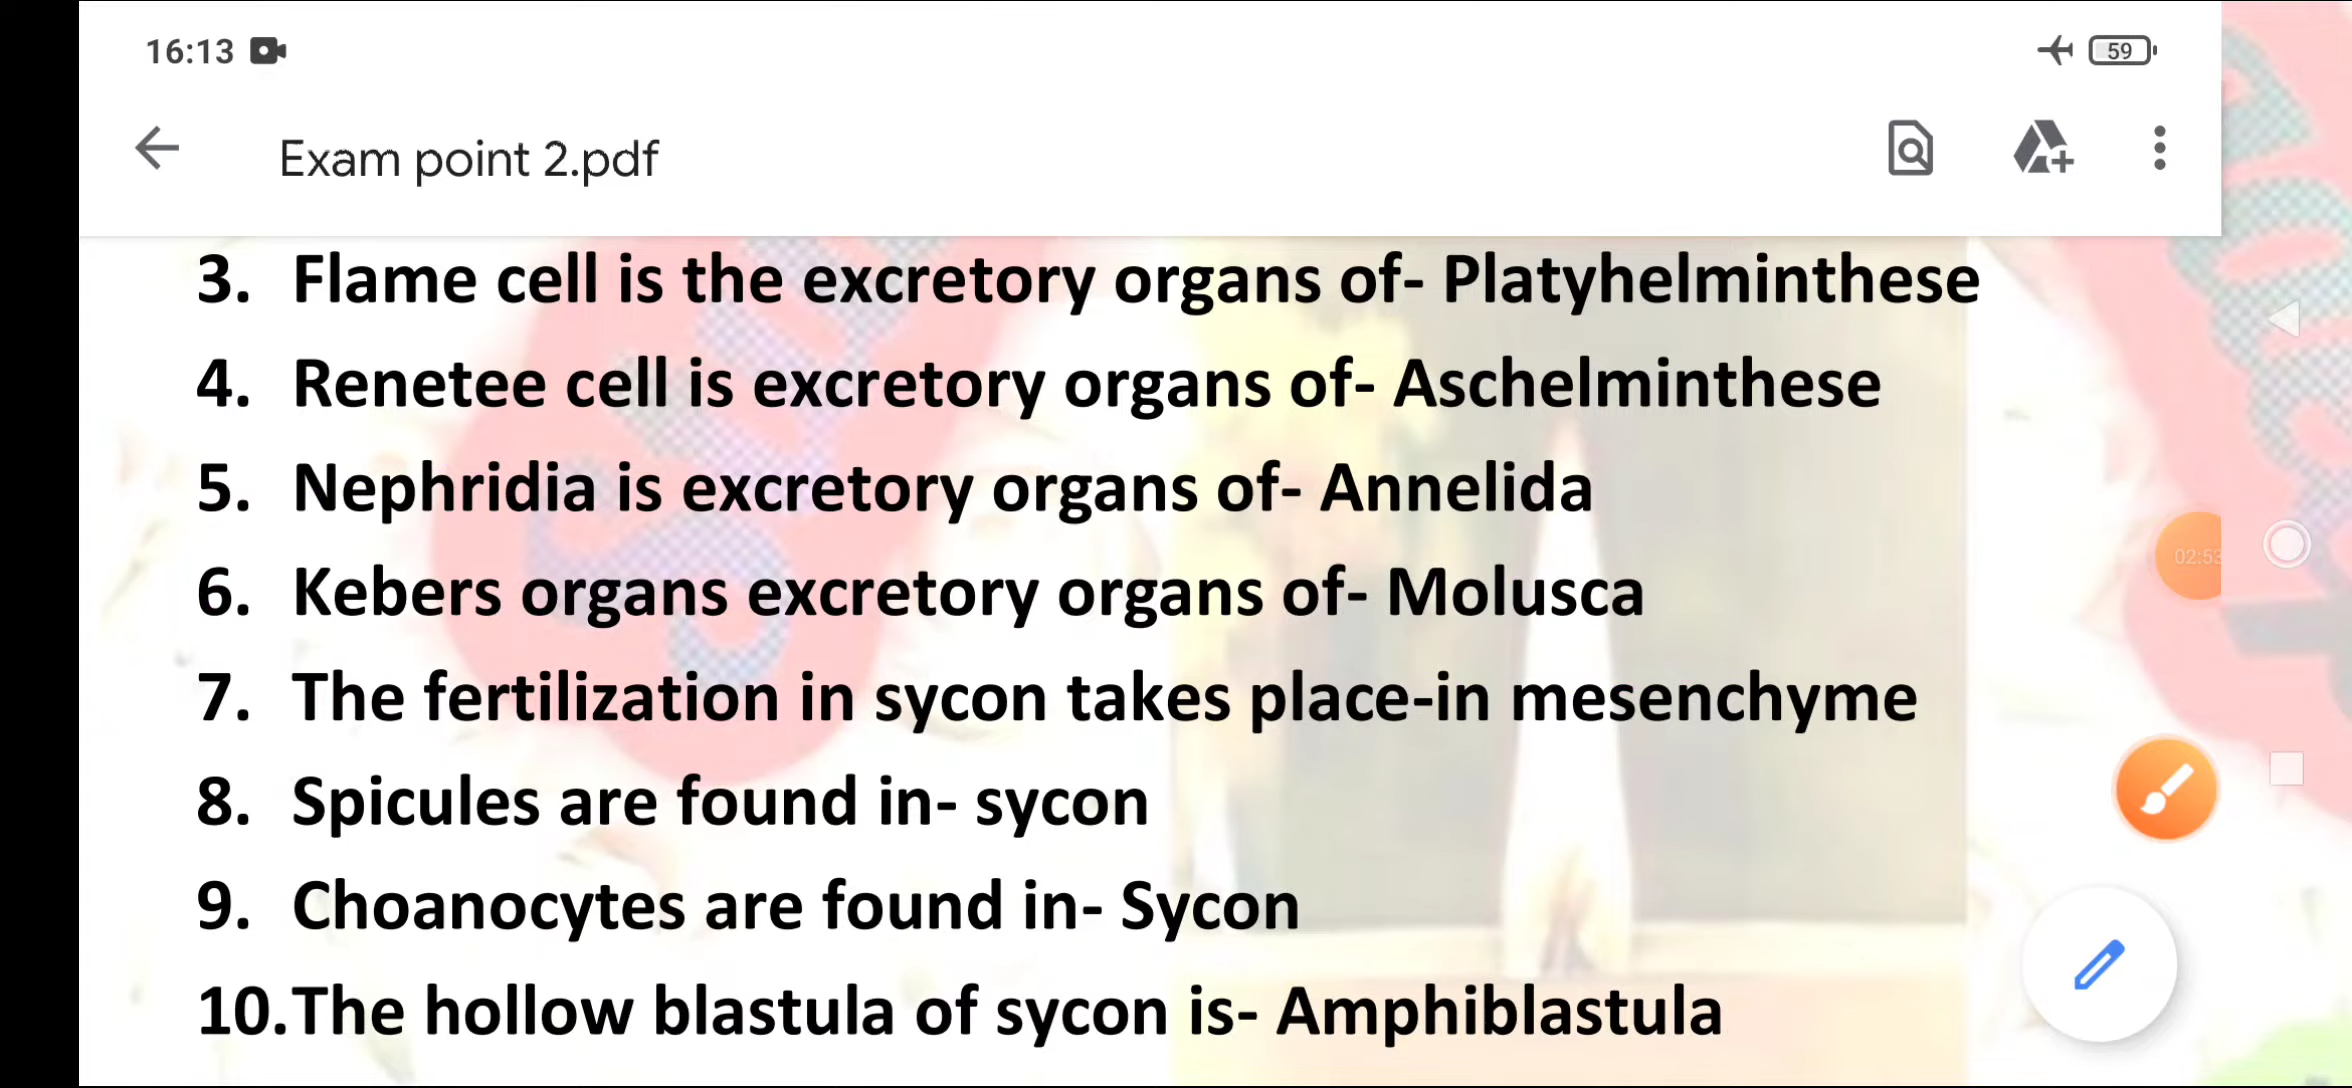 16:13
59
Exam point 2.pdf
3. Flame cell is the excretory organs of- Platyhelminthese
4. Renetee cell is excretory organs of- Aschelminthese
5. Nephridia is excretory organs of- Annelida
6. Kebers organs excretory organs of- Molusca
7. The fertilization in sycon takes place-in mesenchyme
8. Spicules are found in- sycon
9. Choanocytes are found in- Sycon
10.The hollow blastula of sycon is- Amphiblastula
02:53